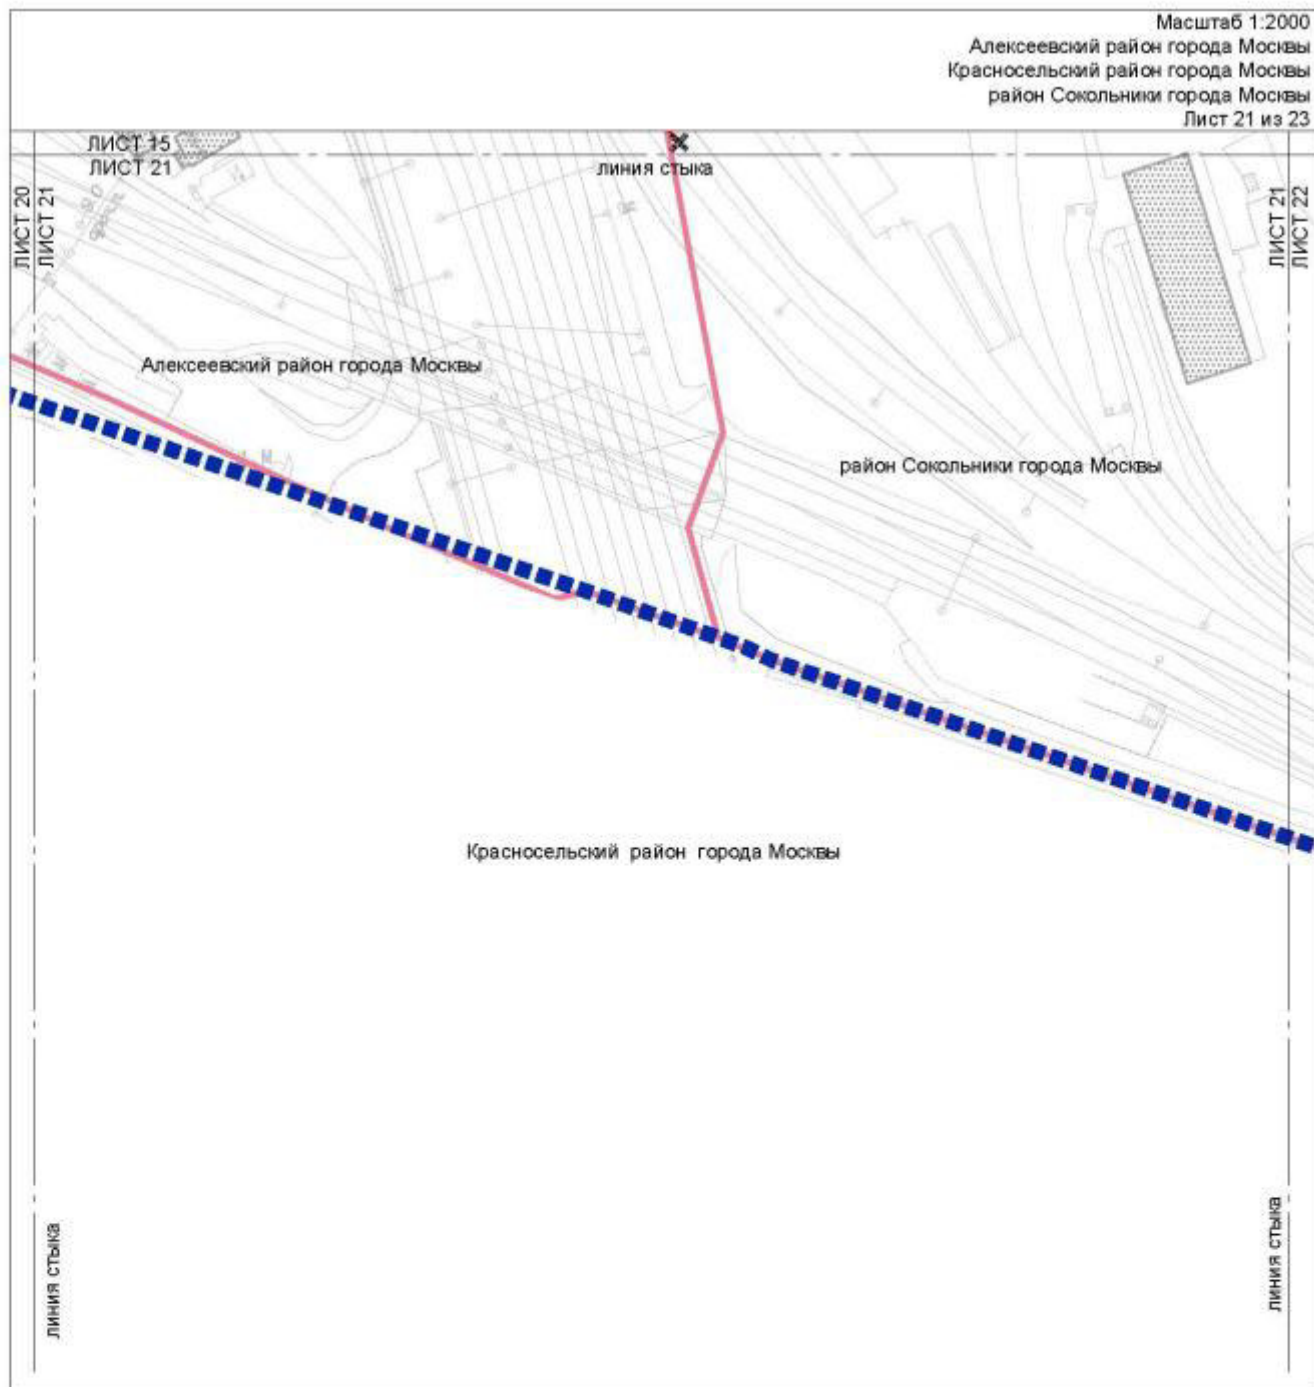 Масштаб 1:2000
Алексеевский район города Москвы
Красносельский район города Москвы
район Сокольники города Москвы
Лист 21 из 23
ЛИСТ 15
ЛИСТ 21
линия стыка
ЛИСТ 20
ЛИСТ 21
ЛИСТ 21
ЛИСТ 22
Алексеевский район города Москвы
район Сокольники города Москвы
Красносельский район города Москвы
линия стыка
линия стыка